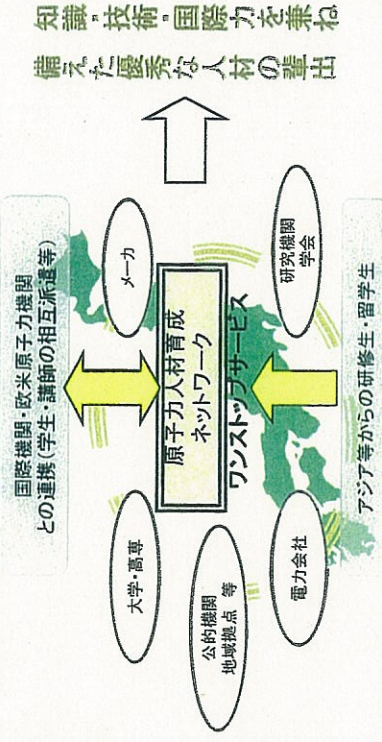 国際機関・欧米原子力機関
との連携(学生・講師の相互派遣等)
大学・高専
メーカ
公的機関
地域拠点 等
原子力人材育成
ネットワーク
ワンストップサービス
電力会社
研究機関
学会
アジア等からの研修生・留学生
知識・技術・国際力を兼ね
備えた優秀な人材の輩出